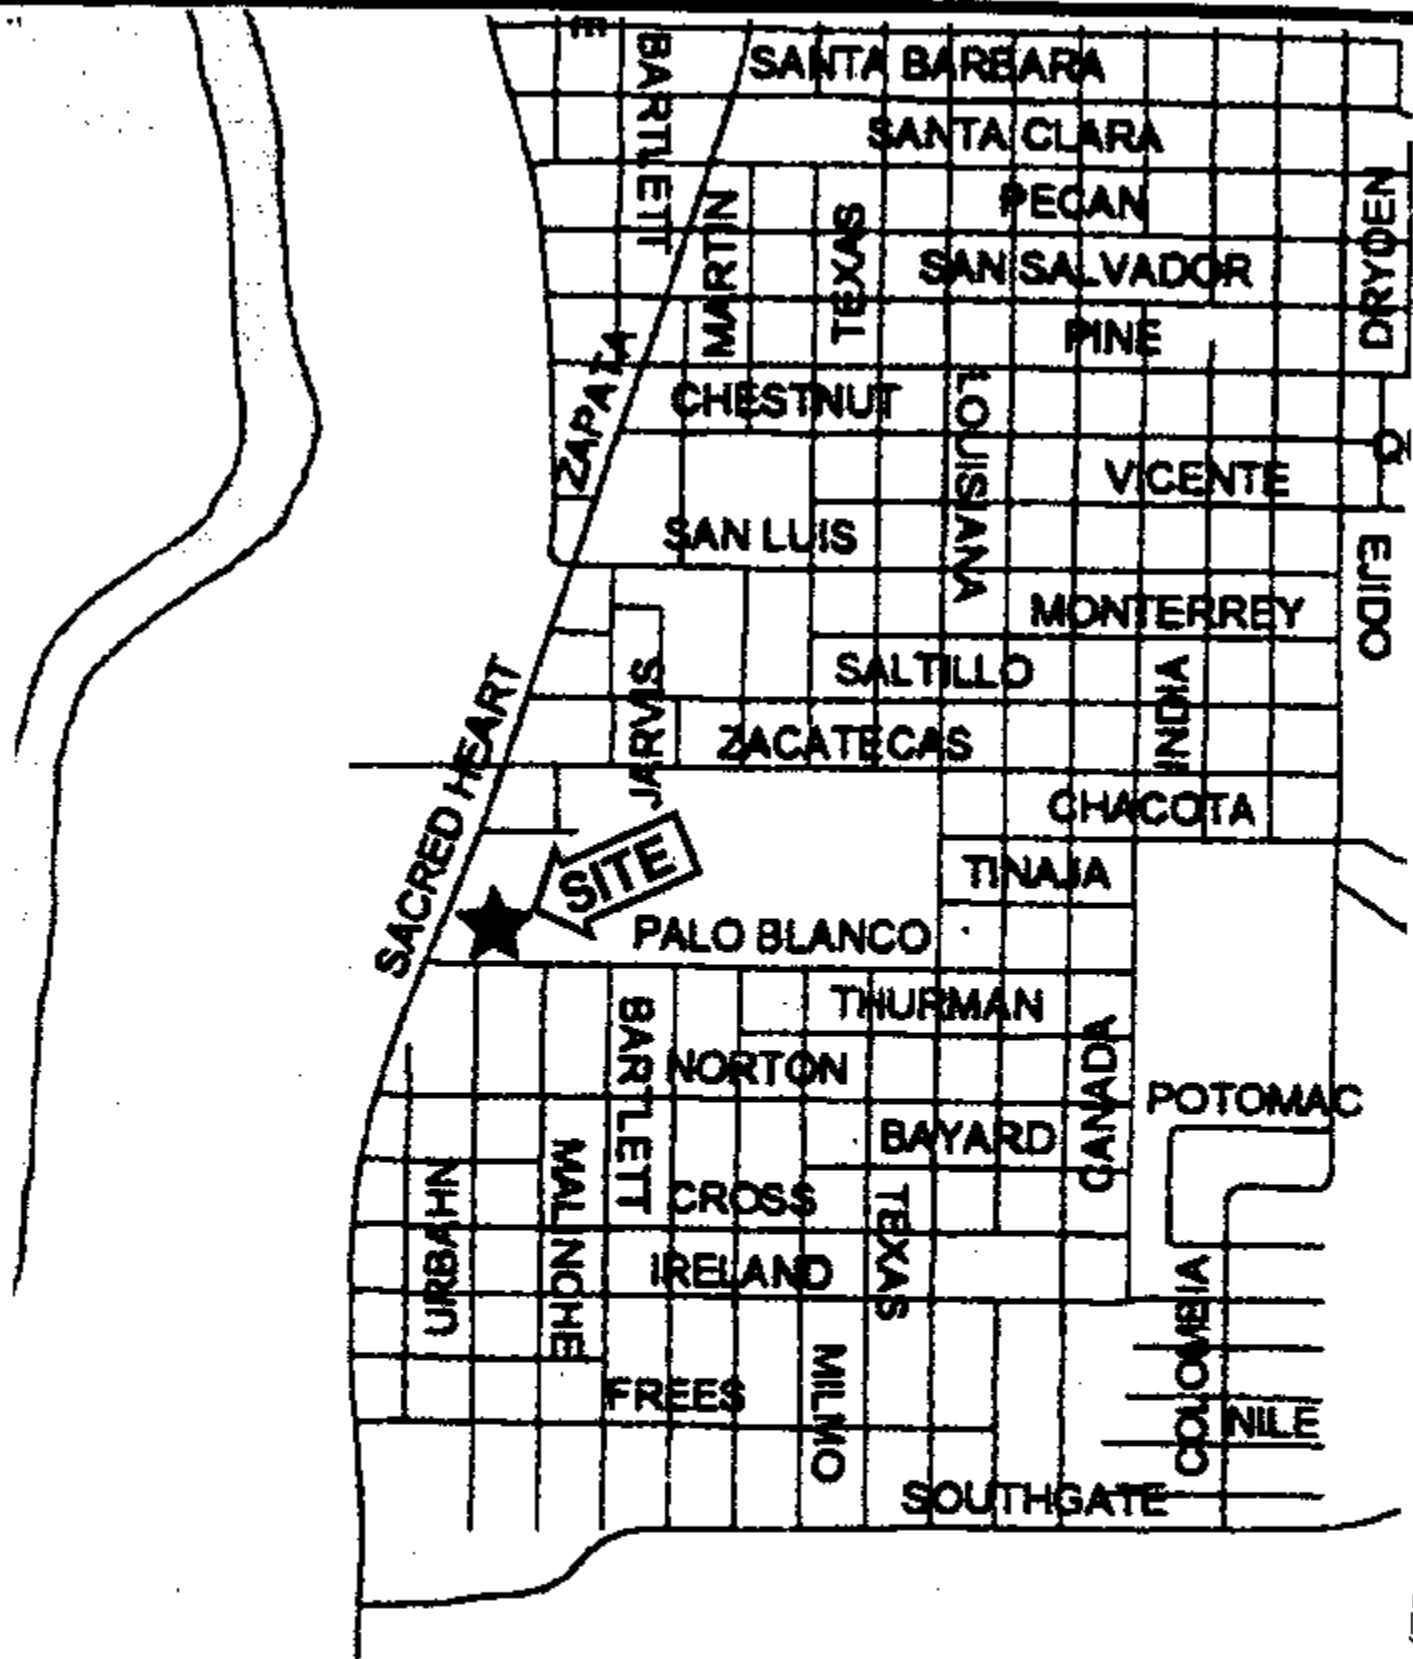 SANTA BARBARA
BARTLETT
SANTA CLARA
PECAN
DRYOEN
MARTIN
TEXAS
SAN SALVADOR
PINE
ZAPATA
CHESTNUT
LOUISIANA
VICENTE
SAN LUIS
EJIDO
MONTERREY
SALTILLO
JARVIS
INDIA
SACRED HEART
ZACATECAS
CHACOTA
SITE
TINAJA
PALO BLANCO
THURMAN
BARTLETT
NORTON
CANADA
POTOMAC
BAYARD
URBAHN
MALINCHE
CROSS
TEXAS
IRELAND
COLOMBIA
FREES
MILMO
NILE
SOUTHGATE